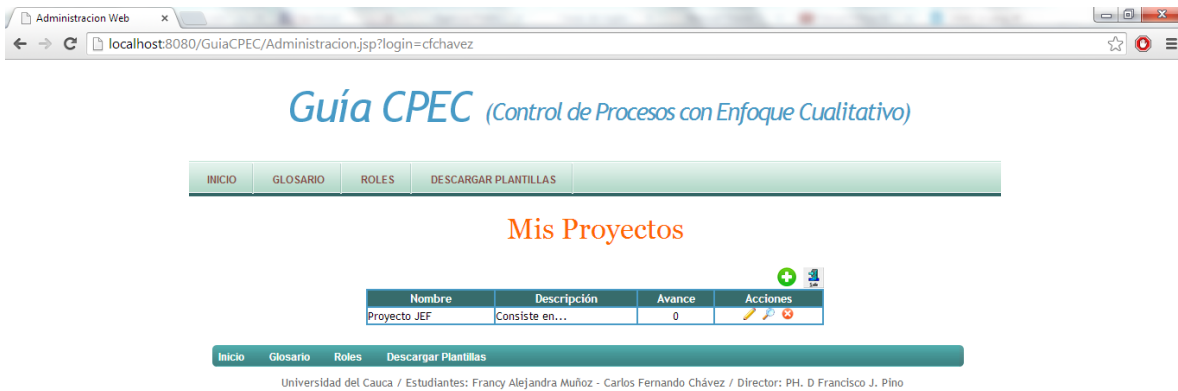 Administracion Web
localhost:8080/GuiaCPEC/Administracion.jsp?login=cfchavez
Guía CPEC (Control de Procesos con Enfoque Cualitativo)
INICIO GLOSARIO ROLES DESCARGAR PLANTILLAS
Mis Proyectos
Nombre Descripción Avance Acciones
Proyecto JEF Consiste en... 0
Inicio Glosario Roles Descargar Plantillas
Universidad del Cauca / Estudiantes: Francy Alejandra Muñoz - Carlos Fernando Chávez / Director: PH. D Francisco J. Pino